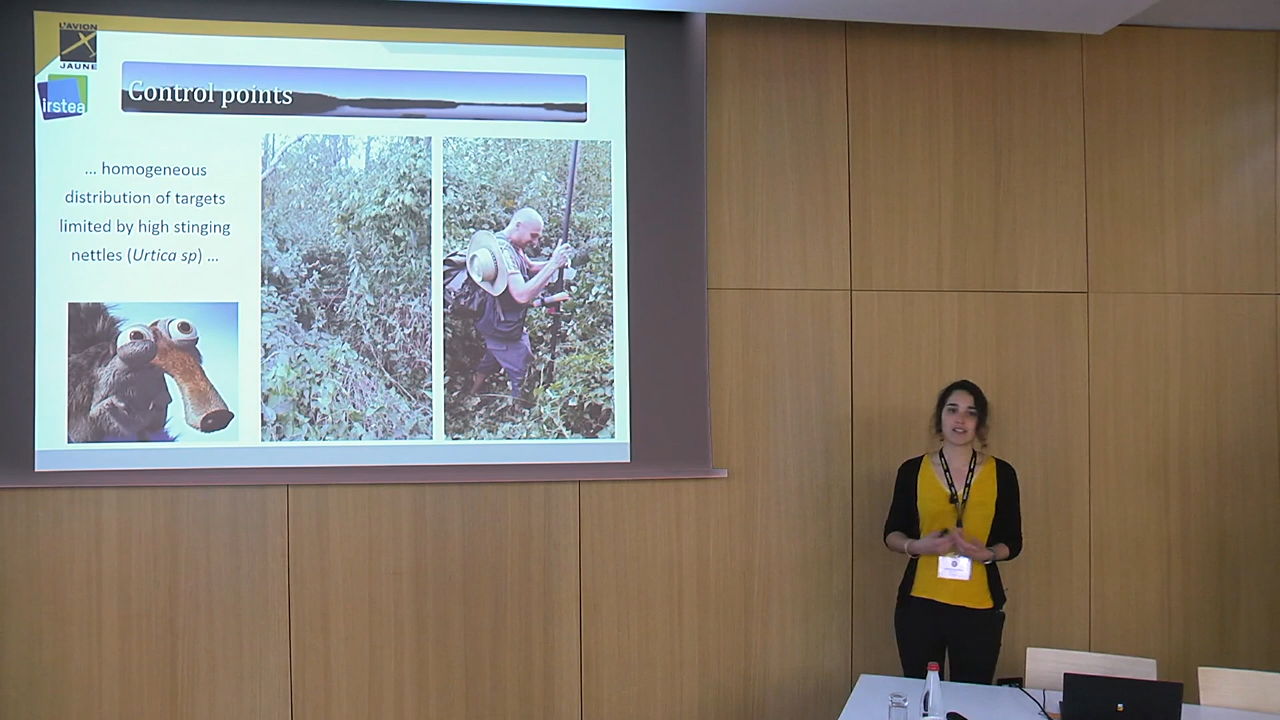 L'AVION
JAUNE
irstea
Control points
... homogeneous
distribution of targets
limited by high stinging
nettles (Urtica sp) ...